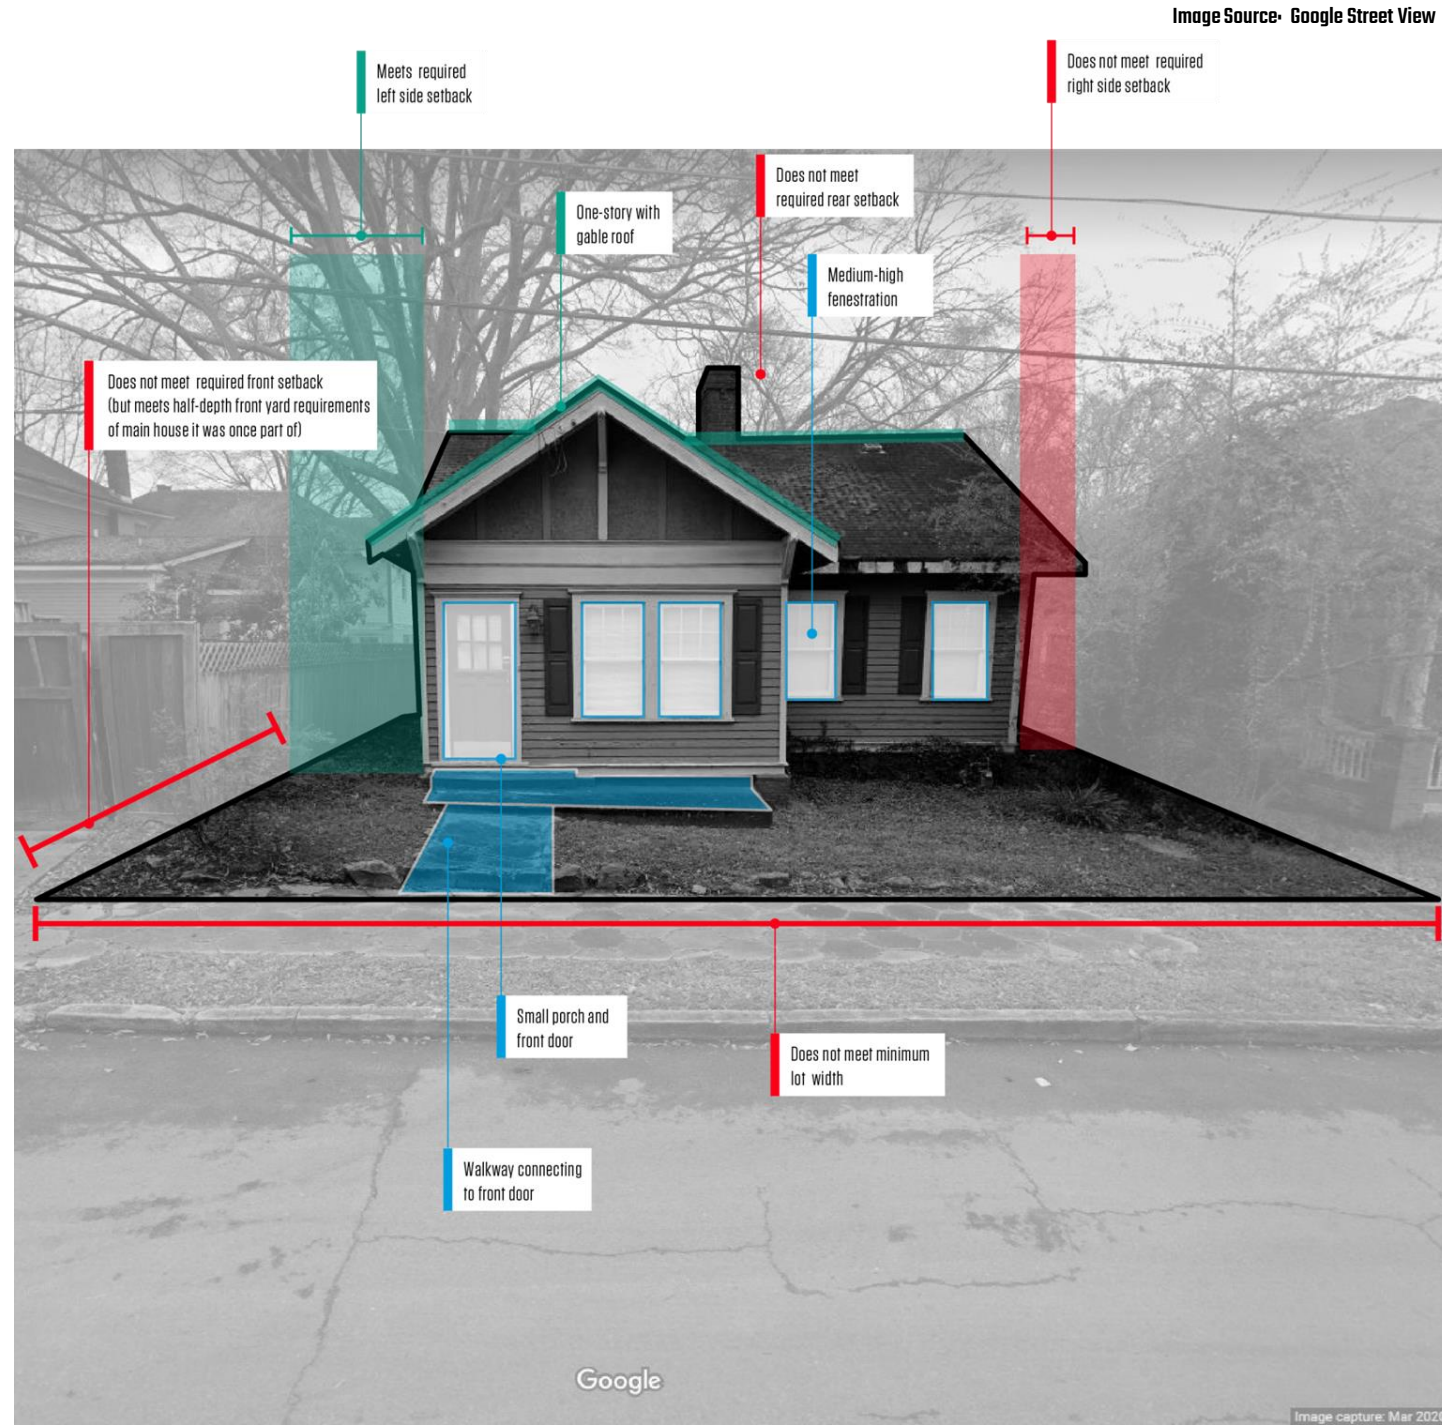 Image Source: Google Street View
Meets required
left side setback
Does not meet required
right side setback
Does not meet
required rear setback
One-story with
gable roof
Medium-high
fenestration
Does not meet required front setback
(but meets half-depth front yard requirements
of main house it was once part of)
Small porch and
front door
Does not meet minimum
lot width
Walkway connecting
to front door
Google
Image capture: Mar 2020